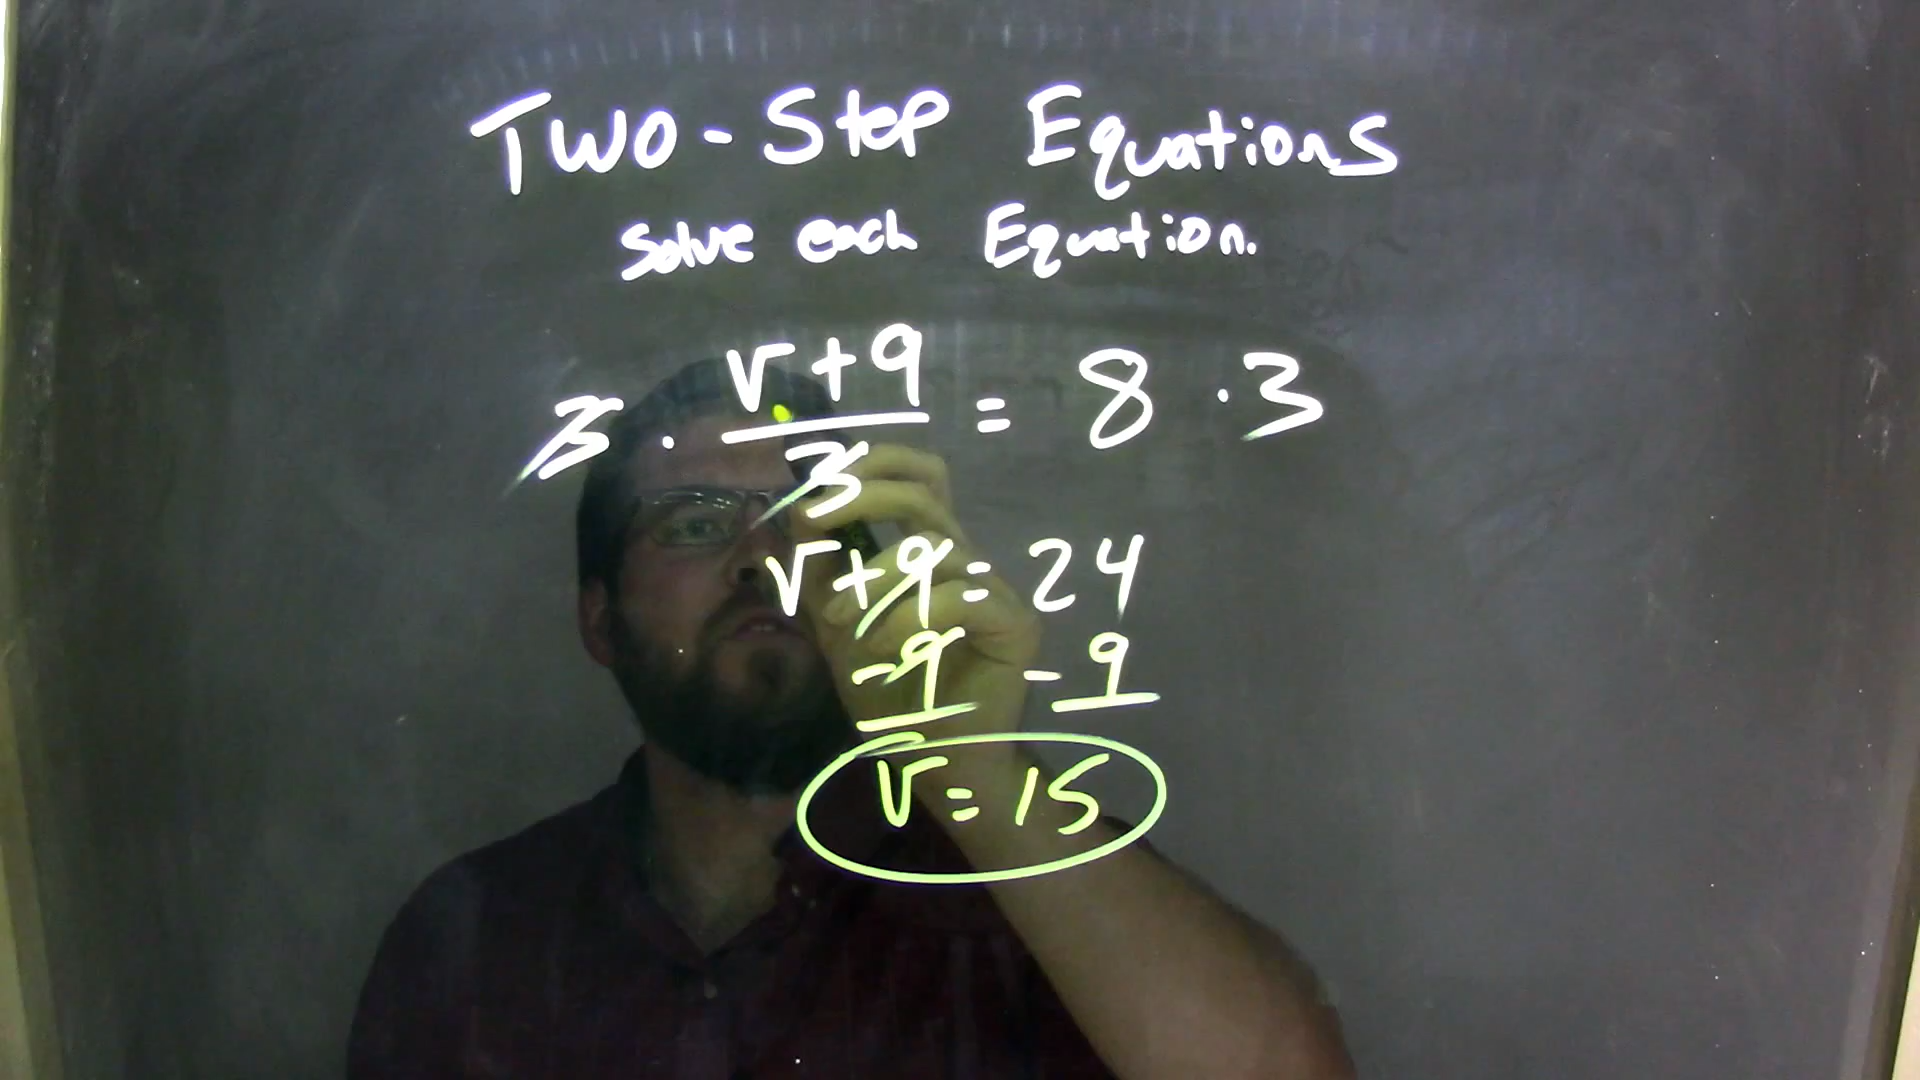 Two-Step Equations
Solve each Equation.
3 · v+9/3 = 8 · 3
v+9=24
-9 -9
v=15